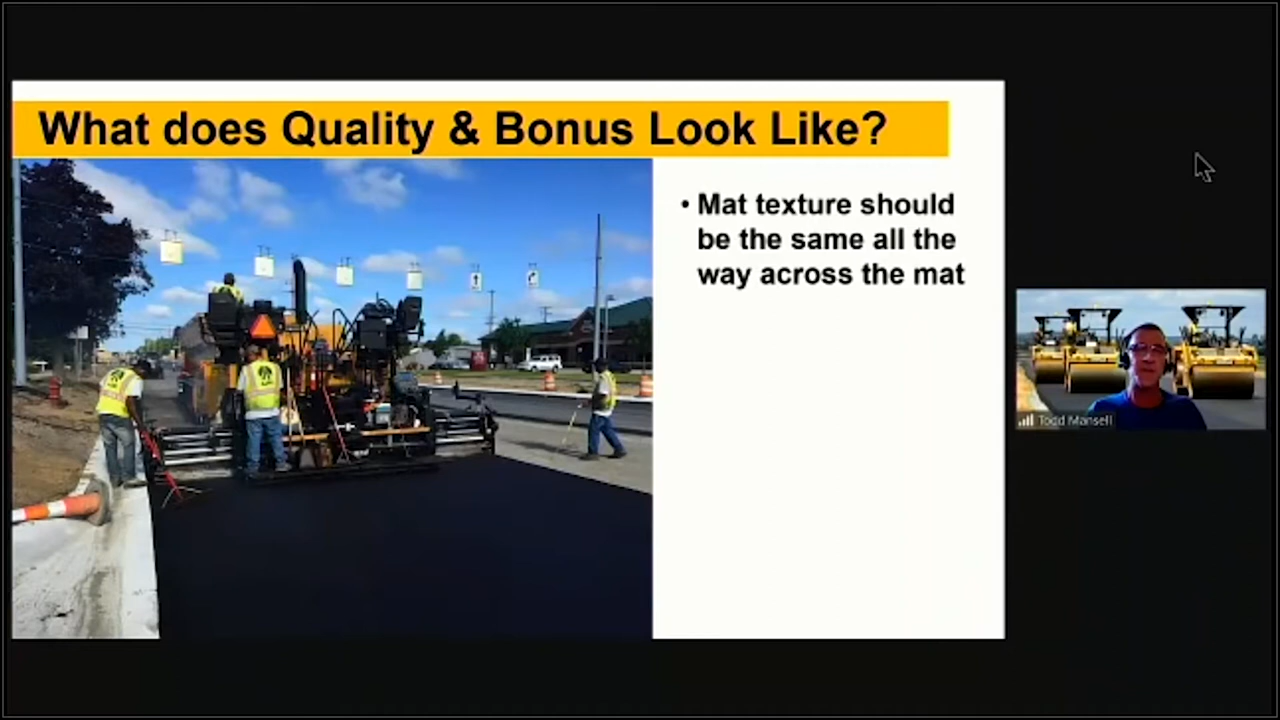 What does Quality & Bonus Look Like?
• Mat texture should
be the same all the
way across the mat
Todd Mansell